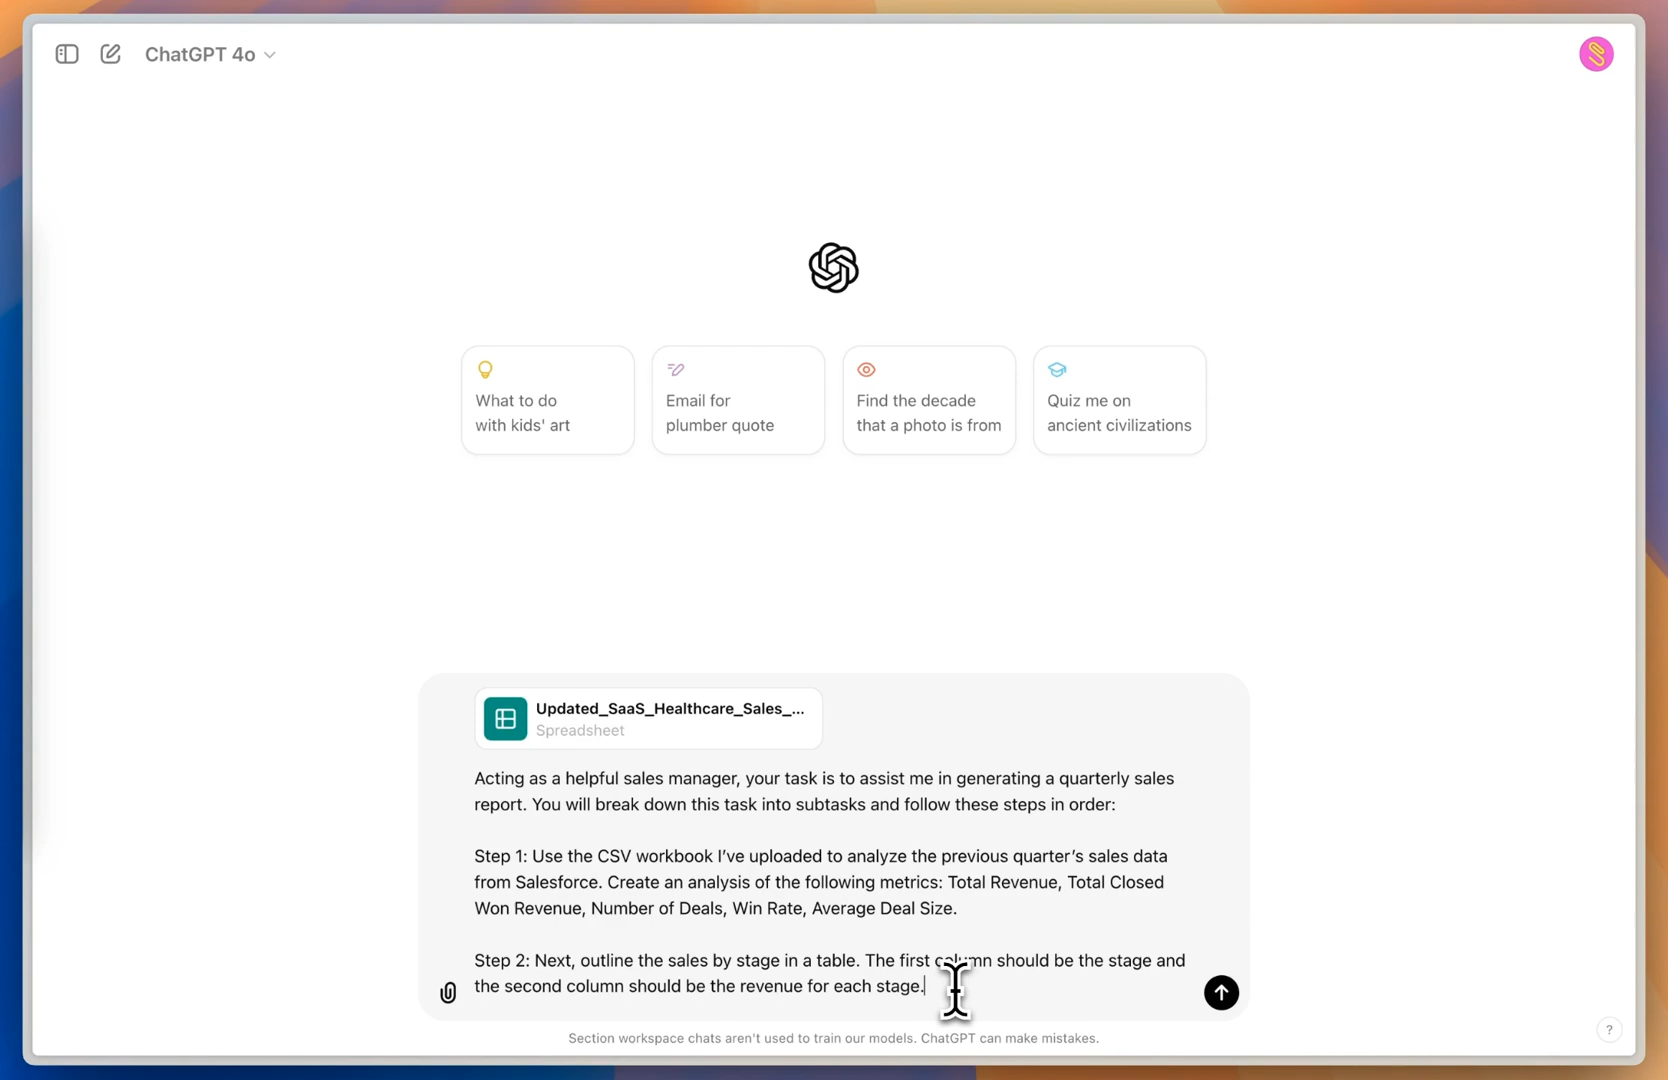 ChatGPT 4o
What to do
with kids' art
Email for
plumber quote
Find the decade
that a photo is from
Quiz me on
ancient civilizations
Updated_SaaS_Healthcare_Sales_...
Spreadsheet
Acting as a helpful sales manager, your task is to assist me in generating a quarterly sales
report. You will break down this task into subtasks and follow these steps in order:
Step 1: Use the CSV workbook I’ve uploaded to analyze the previous quarter’s sales data
from Salesforce. Create an analysis of the following metrics: Total Revenue, Total Closed
Won Revenue, Number of Deals, Win Rate, Average Deal Size.
Step 2: Next, outline the sales by stage in a table. The first column should be the stage and
the second column should be the revenue for each stage.
Section workspace chats aren't used to train our models. ChatGPT can make mistakes.
?